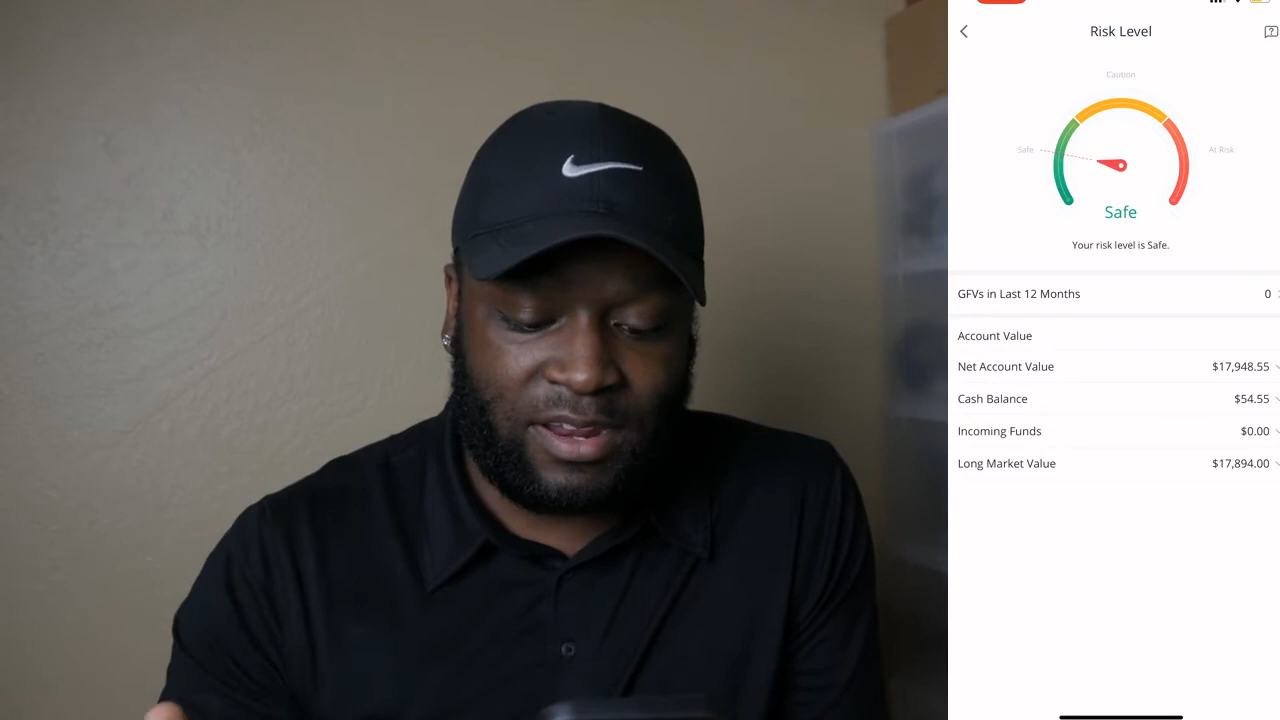 Risk Level
Caution
Safe
At Risk
Safe
Your risk level is Safe.
GFVs in Last 12 Months 0
Account Value
Net Account Value $17,948.55
Cash Balance $54.55
Incoming Funds $0.00
Long Market Value $17,894.00